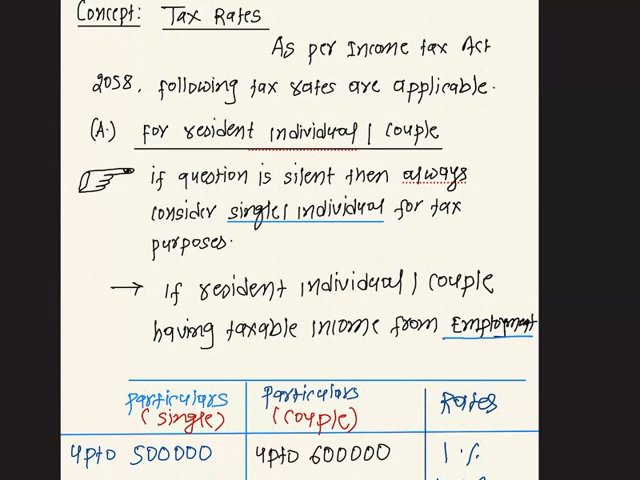 Concept: Tax Rates
As per Income tax Act
2058, following tax rates are applicable.
(A.) For resident individual / couple
if question is silent then always
consider single/individual for tax
purposes.
→ If resident individual / couple
having taxable income from Employment
Particulars (single) Particulars (couple) Rates
upto 500000 upto 600000 1 %